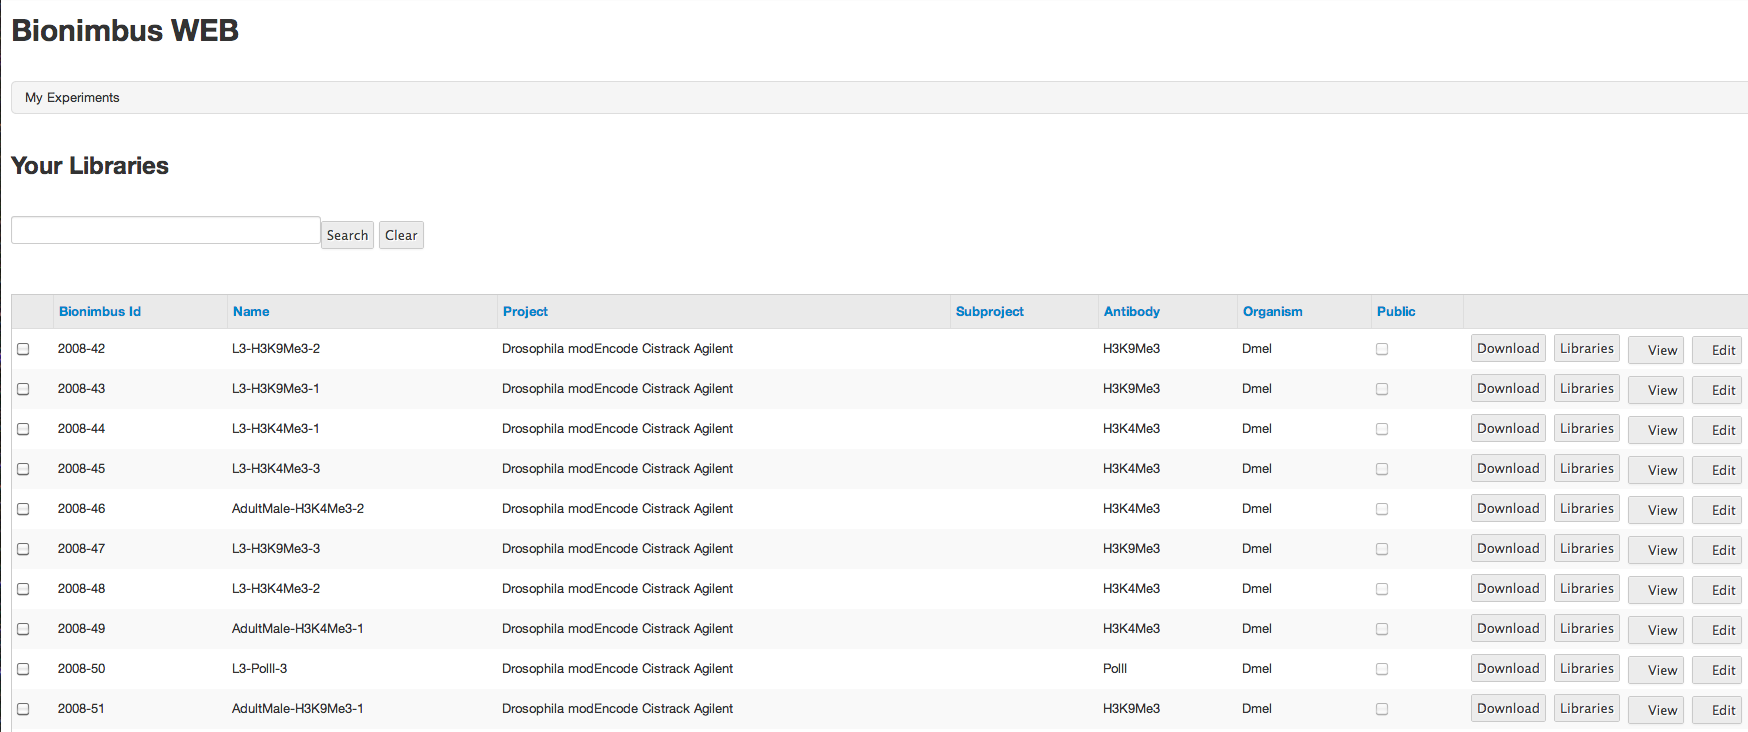 Bionimbus WEB
My Experiments
Your Libraries
Search Clear
Bionimbus Id Name Project Subproject Antibody Organism Public
2008-42 L3-H3K9Me3-2 Drosophila modEncode Cistrack Agilent H3K9Me3 Dmel Download Libraries View Edit
2008-43 L3-H3K9Me3-1 Drosophila modEncode Cistrack Agilent H3K9Me3 Dmel Download Libraries View Edit
2008-44 L3-H3K4Me3-1 Drosophila modEncode Cistrack Agilent H3K4Me3 Dmel Download Libraries View Edit
2008-45 L3-H3K4Me3-3 Drosophila modEncode Cistrack Agilent H3K4Me3 Dmel Download Libraries View Edit
2008-46 AdultMale-H3K4Me3-2 Drosophila modEncode Cistrack Agilent H3K4Me3 Dmel Download Libraries View Edit
2008-47 L3-H3K9Me3-3 Drosophila modEncode Cistrack Agilent H3K9Me3 Dmel Download Libraries View Edit
2008-48 L3-H3K4Me3-2 Drosophila modEncode Cistrack Agilent H3K4Me3 Dmel Download Libraries View Edit
2008-49 AdultMale-H3K4Me3-1 Drosophila modEncode Cistrack Agilent H3K4Me3 Dmel Download Libraries View Edit
2008-50 L3-PolII-3 Drosophila modEncode Cistrack Agilent PolII Dmel Download Libraries View Edit
2008-51 AdultMale-H3K9Me3-1 Drosophila modEncode Cistrack Agilent H3K9Me3 Dmel Download Libraries View Edit